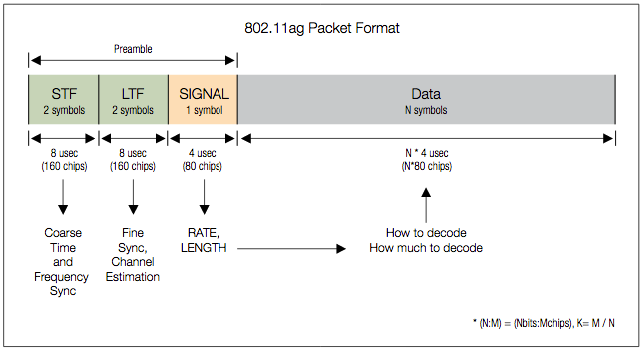 802.11ag Packet Format
Preamble
STF
2 symbols
LTF
2 symbols
SIGNAL
1 symbol
Data
N symbols
8 usec
(160 chips)
8 usec
(160 chips)
4 usec
(80 chips)
N * 4 usec
(N*80 chips)
Coarse
Time
and
Frequency
Sync
Fine
Sync,
Channel
Estimation
RATE,
LENGTH
How to decode
How much to decode
* (N:M) = (Nbits:Mchips), K= M / N